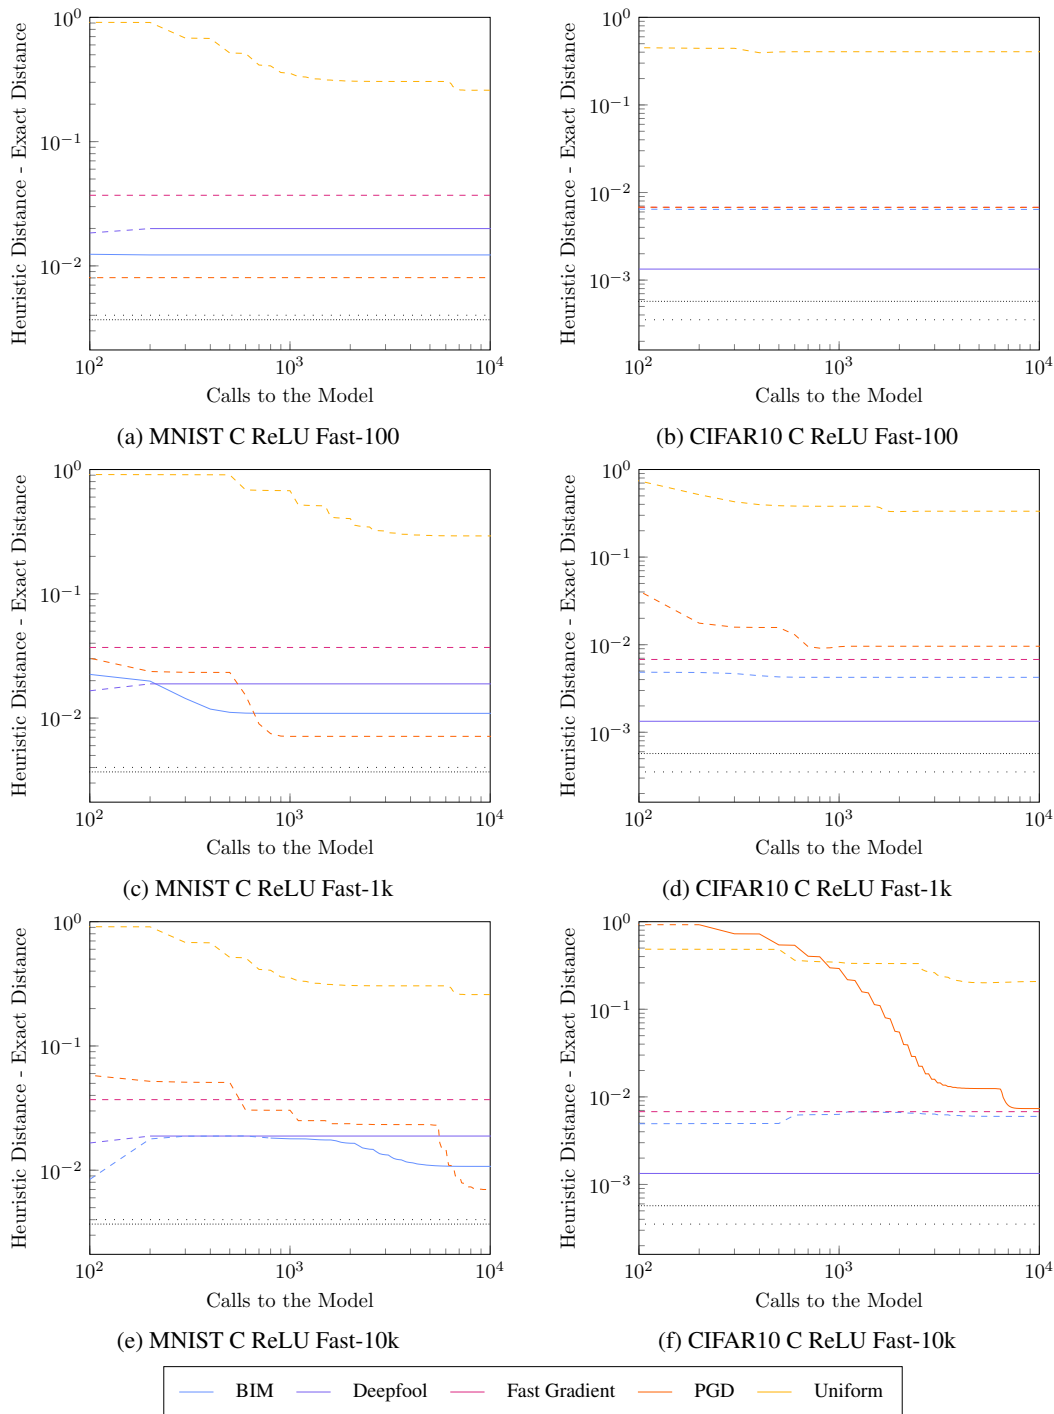 10^0
10^-1
10^-2
10^2
10^3
10^4
Heuristic Distance - Exact Distance
Calls to the Model
(a) MNIST C ReLU Fast-100
10^0
10^-1
10^-2
10^-3
10^2
10^3
10^4
Heuristic Distance - Exact Distance
Calls to the Model
(b) CIFAR10 C ReLU Fast-100
10^0
10^-1
10^-2
10^2
10^3
10^4
Heuristic Distance - Exact Distance
Calls to the Model
(c) MNIST C ReLU Fast-1k
10^0
10^-1
10^-2
10^-3
10^2
10^3
10^4
Heuristic Distance - Exact Distance
Calls to the Model
(d) CIFAR10 C ReLU Fast-1k
10^0
10^-1
10^-2
10^2
10^3
10^4
Heuristic Distance - Exact Distance
Calls to the Model
(e) MNIST C ReLU Fast-10k
10^0
10^-1
10^-2
10^-3
10^2
10^3
10^4
Heuristic Distance - Exact Distance
Calls to the Model
(f) CIFAR10 C ReLU Fast-10k
BIM Deepfool Fast Gradient PGD Uniform